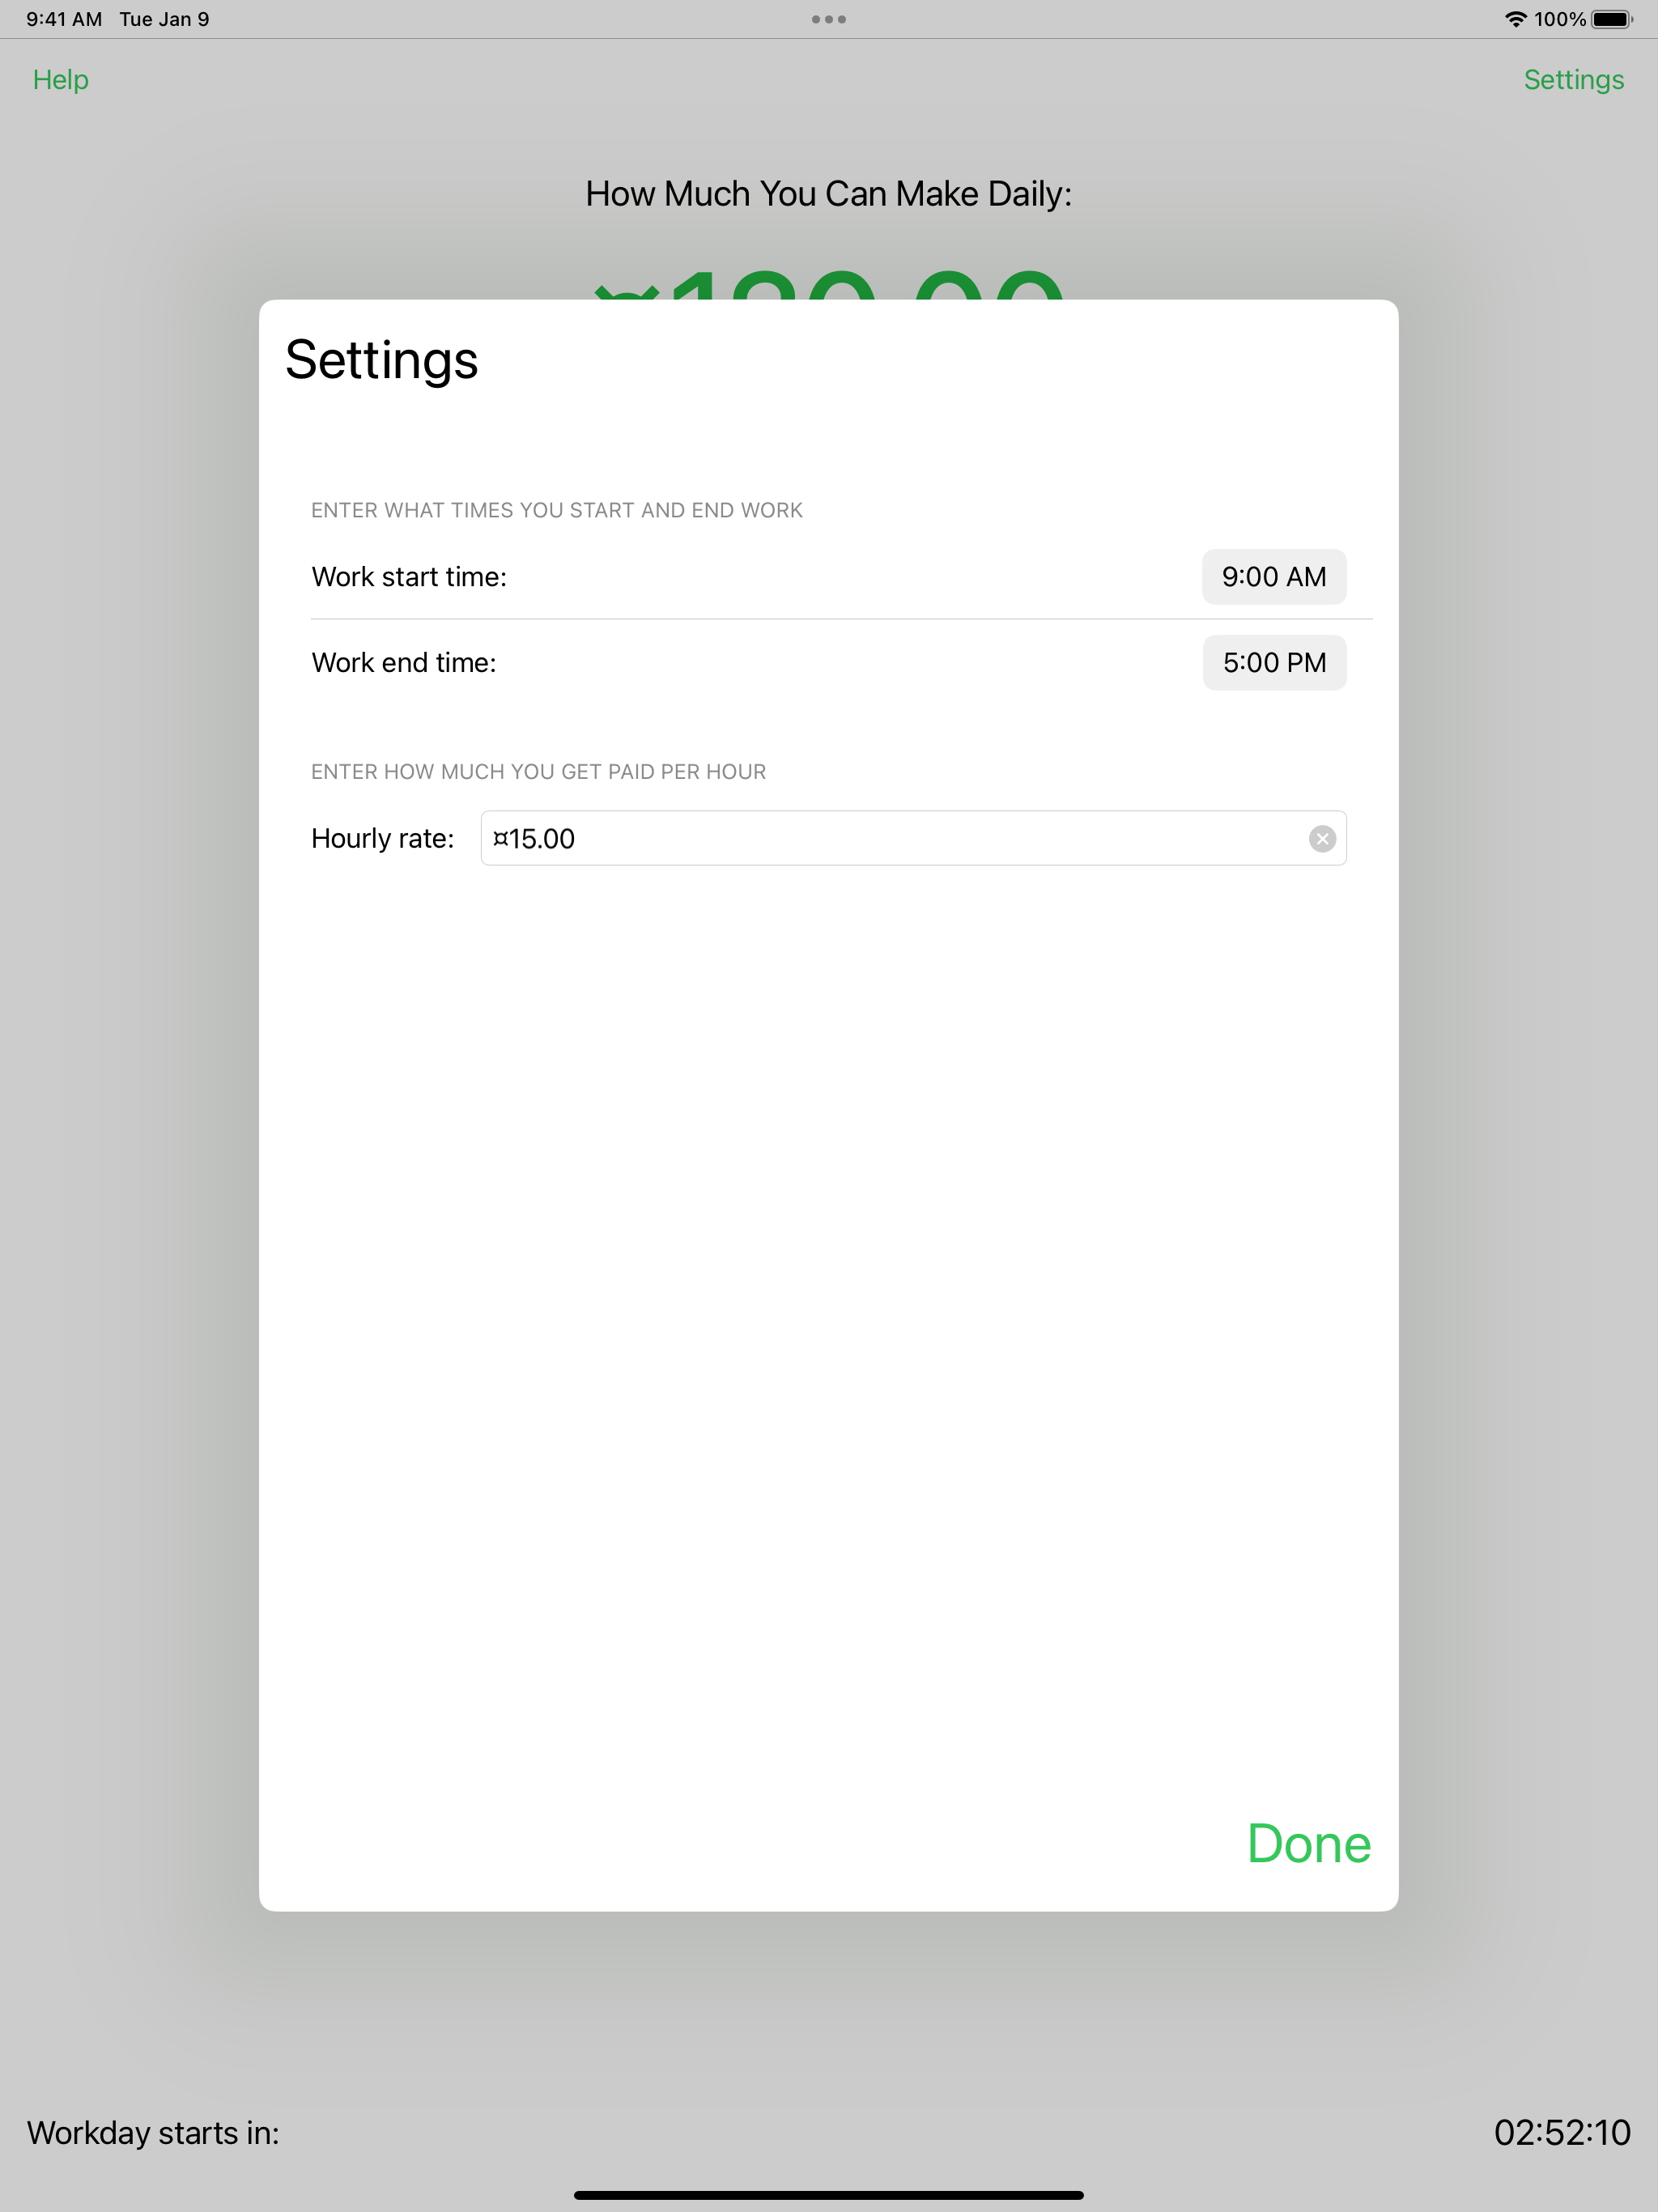 9:41 AM Tue Jan 9 100%
Help Settings
How Much You Can Make Daily:
Settings
ENTER WHAT TIMES YOU START AND END WORK
Work start time: 9:00 AM
Work end time: 5:00 PM
ENTER HOW MUCH YOU GET PAID PER HOUR
Hourly rate: ¤15.00
Done
Workday starts in: 02:52:10